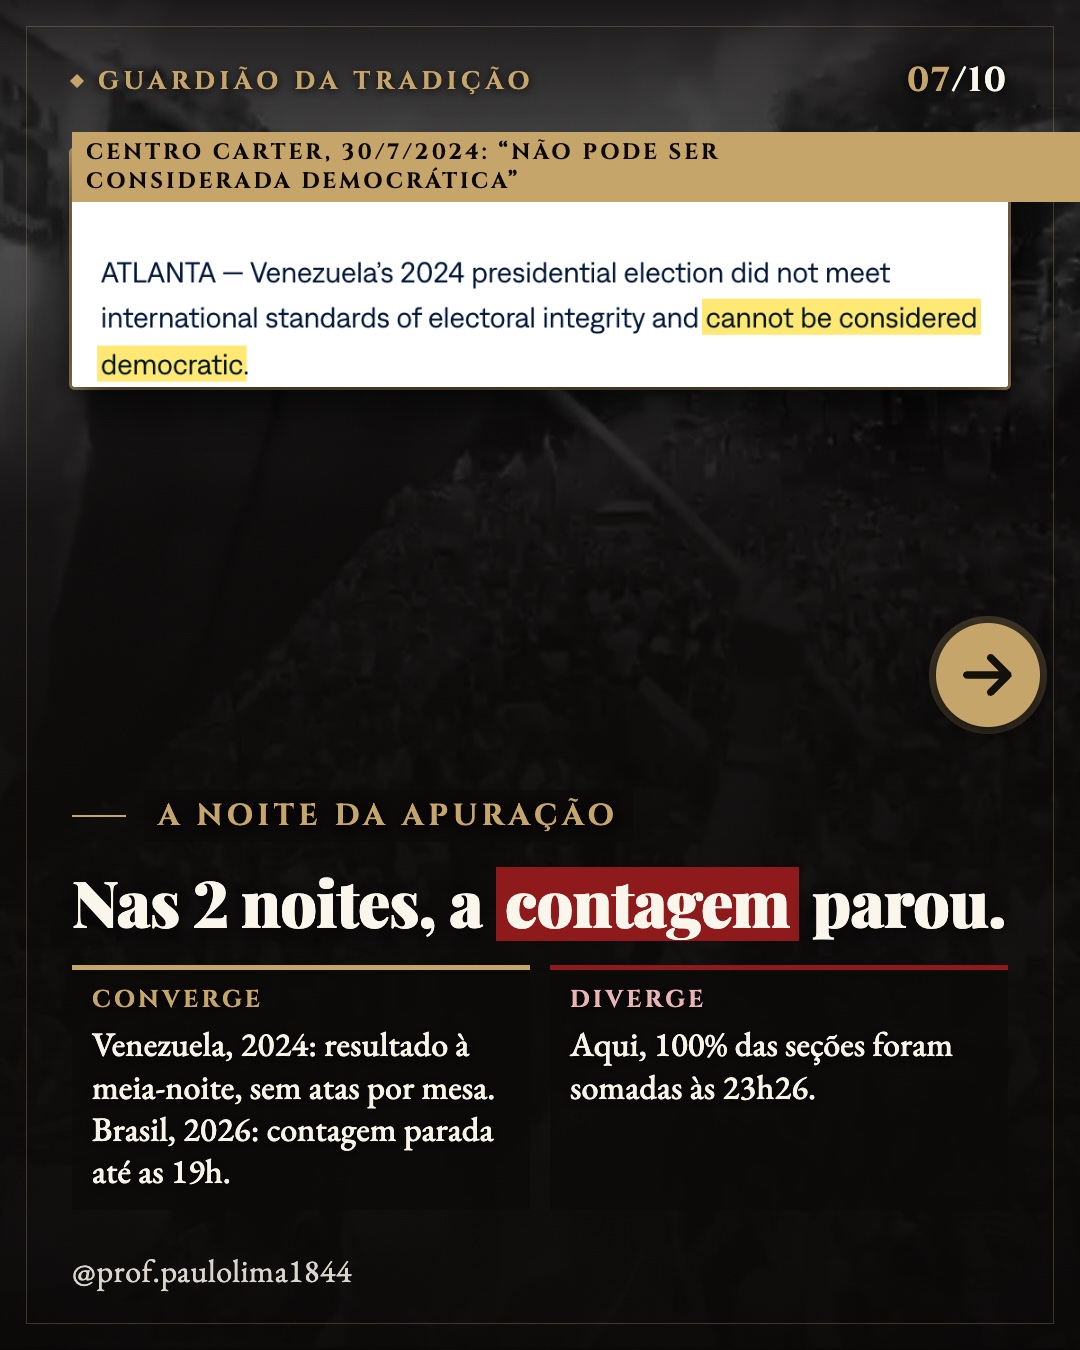 GUARDIÃO DA TRADIÇÃO
07/10
CENTRO CARTER, 30/7/2024: “NÃO PODE SER
CONSIDERADA DEMOCRÁTICA”
ATLANTA — Venezuela’s 2024 presidential election did not meet
international standards of electoral integrity and cannot be considered
democratic.
A NOITE DA APURAÇÃO
Nas 2 noites, a contagem parou.
CONVERGE
Venezuela, 2024: resultado à
meia-noite, sem atas por mesa.
Brasil, 2026: contagem parada
até as 19h.
DIVERGE
Aqui, 100% das seções foram
somadas às 23h26.
@prof.paulolima1844